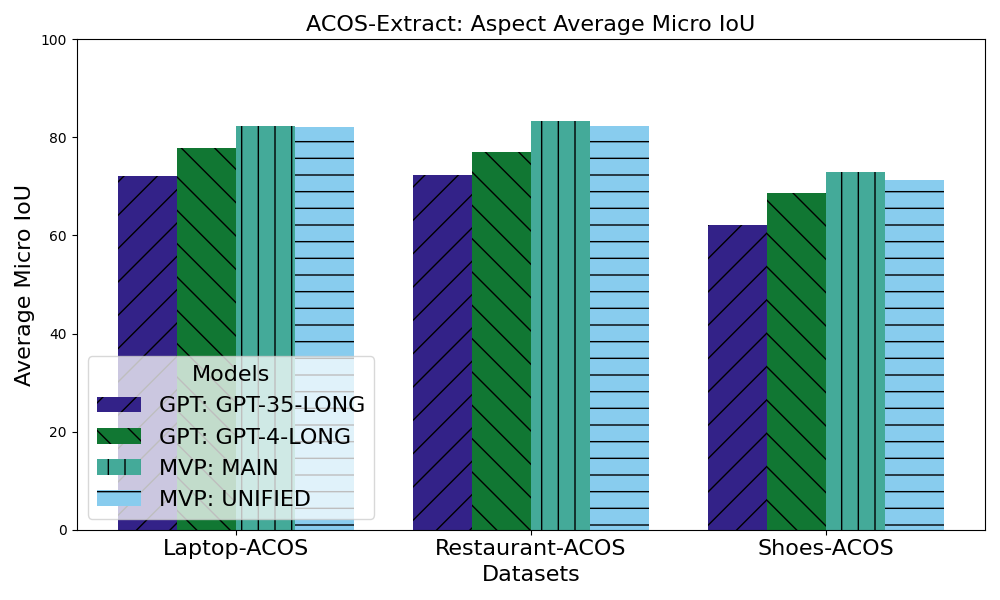 ACOS-Extract: Aspect Average Micro IoU
100
80
60
40
20
0
Average Micro IoU
Models
GPT: GPT-35-LONG
GPT: GPT-4-LONG
MVP: MAIN
MVP: UNIFIED
Laptop-ACOS
Restaurant-ACOS
Shoes-ACOS
Datasets